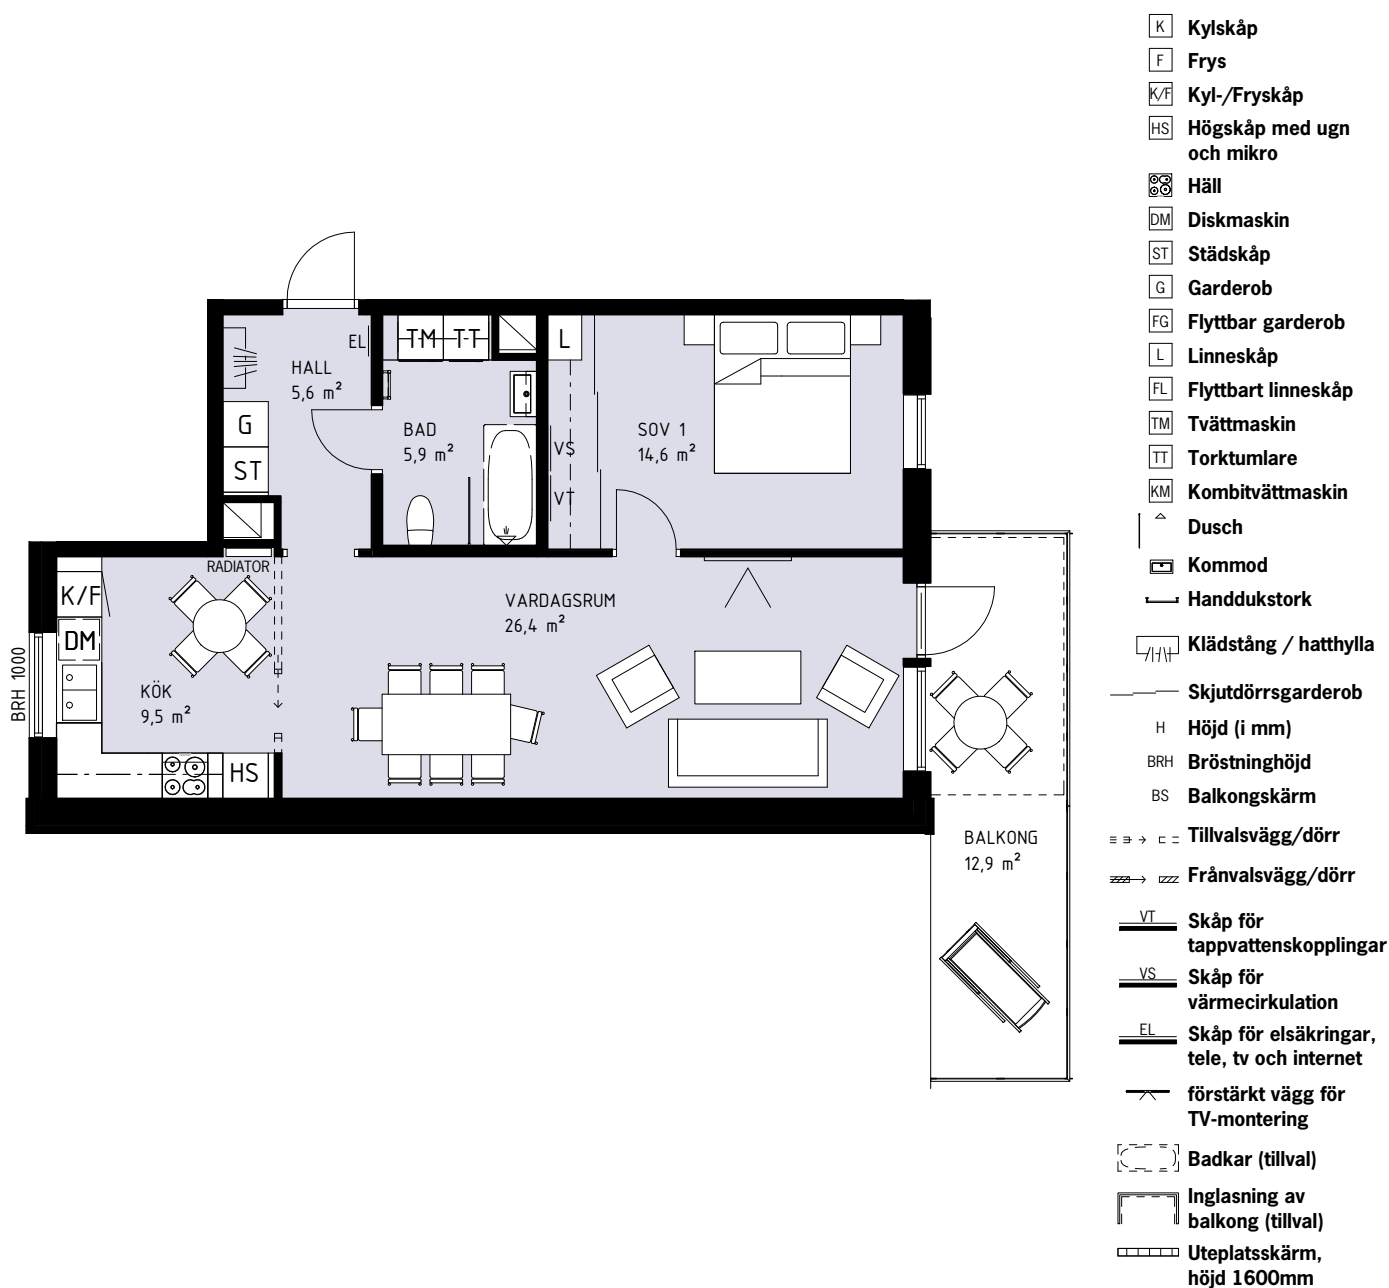 EL
TM
TT
L
HALL
5,6 m²
G
ST
BAD
5,9 m²
VS
VT
SOV 1
14,6 m²
RADIATOR
K/F
DM
BRH 1000
KÖK
9,5 m²
HS
VARDAGSRUM
26,4 m²
BALKONG
12,9 m²
K Kylskåp
F Frys
K/F Kyl-/Fryskåp
HS Högskåp med ugn
och mikro
Häll
DM Diskmaskin
ST Städskåp
G Garderob
FG Flyttbar garderob
L Linneskåp
FL Flyttbart linneskåp
TM Tvättmaskin
TT Torktumlare
KM Kombitvättmaskin
Dusch
Kommod
Handdukstork
Klädstång / hatthylla
Skjutdörrsgarderob
H Höjd (i mm)
BRH Bröstninghöjd
BS Balkongskärm
Tillvalsvägg/dörr
Frånvalsvägg/dörr
VT Skåp för
tappvattenskopplingar
VS Skåp för
värmecirkulation
EL Skåp för elsäkringar,
tele, tv och internet
förstärkt vägg för
TV-montering
Badkar (tillval)
Inglasning av
balkong (tillval)
Uteplatsskärm,
höjd 1600mm